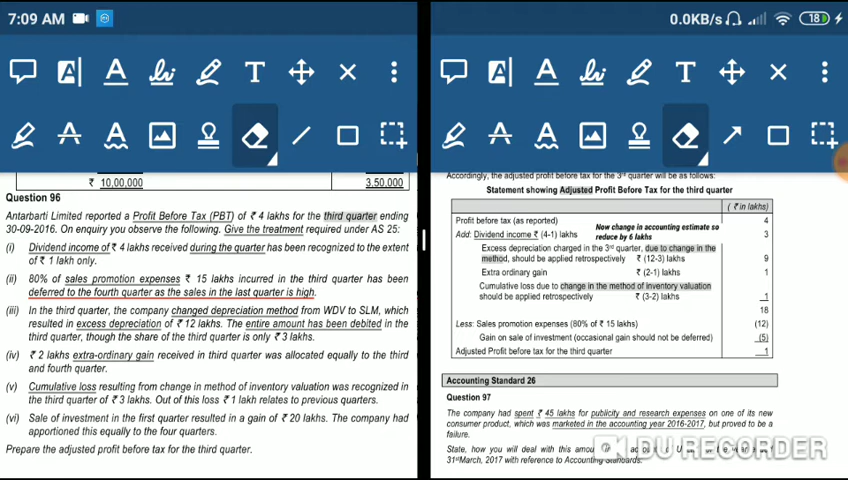 7:09 AM
0.0KB/s 18
₹ 10,00,000 3,50,000
Question 96
Antarbarti Limited reported a Profit Before Tax (PBT) of ₹ 4 lakhs for the third quarter ending
30-09-2016. On enquiry you observe the following. Give the treatment required under AS 25:
(i) Dividend income of ₹ 4 lakhs received during the quarter has been recognized to the extent
of ₹ 1 lakh only.
(ii) 80% of sales promotion expenses ₹ 15 lakhs incurred in the third quarter has been
deferred to the fourth quarter as the sales in the last quarter is high.
(iii) In the third quarter, the company changed depreciation method from WDV to SLM, which
resulted in excess depreciation of ₹ 12 lakhs. The entire amount has been debited in the
third quarter, though the share of the third quarter is only ₹ 3 lakhs.
(iv) ₹ 2 lakhs extra-ordinary gain received in third quarter was allocated equally to the third
and fourth quarter.
(v) Cumulative loss resulting from change in method of inventory valuation was recognized in
the third quarter of ₹ 3 lakhs. Out of this loss ₹ 1 lakh relates to previous quarters.
(vi) Sale of investment in the first quarter resulted in a gain of ₹ 20 lakhs. The company had
apportioned this equally to the four quarters.
Prepare the adjusted profit before tax for the third quarter.
Accordingly, the adjusted profit before tax for the 3rd quarter will be as follows:
Statement showing Adjusted Profit Before Tax for the third quarter
(₹ in lakhs)
Profit before tax (as reported) 4
Add: Dividend income ₹ (4-1) lakhs 3
Now change in accounting estimate so
reduce by 6 lakhs
Excess depreciation charged in the 3rd quarter, due to change in the
method, should be applied retrospectively ₹ (12-3) lakhs 9
Extra ordinary gain ₹ (2-1) lakhs 1
Cumulative loss due to change in the method of inventory valuation
should be applied retrospectively ₹ (3-2) lakhs 1
18
Less: Sales promotion expenses (80% of ₹ 15 lakhs) (12)
Gain on sale of investment (occasional gain should not be deferred) (5)
Adjusted Profit before tax for the third quarter 1
Accounting Standard 26
Question 97
The company had spent ₹ 45 lakhs for publicity and research expenses on one of its new
consumer product, which was marketed in the accounting year 2016-2017, but proved to be a
failure.
State, how you will deal with this
31st March, 2017 with reference to Accounting Standards.
DU RECORDER